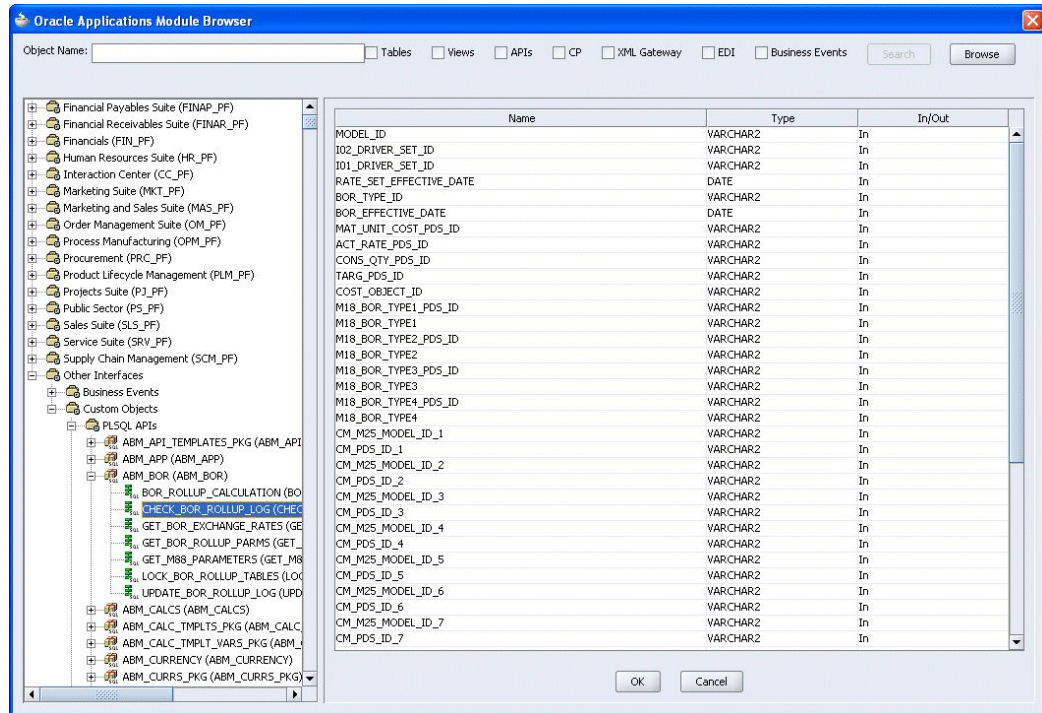 Oracle Applications Module Browser
Object Name: Tables Views APIs CP XML Gateway EDI Business Events Search Browse
Financial Payables Suite (FINAP_PF)
Financial Receivables Suite (FINAR_PF)
Financials (FIN_PF)
Human Resources Suite (HR_PF)
Interaction Center (CC_PF)
Marketing Suite (MKT_PF)
Marketing and Sales Suite (MAS_PF)
Order Management Suite (OM_PF)
Process Manufacturing (OPM_PF)
Procurement (PRC_PF)
Product Lifecycle Management (PLM_PF)
Projects Suite (PJ_PF)
Public Sector (PS_PF)
Sales Suite (SLS_PF)
Service Suite (SRV_PF)
Supply Chain Management (SCM_PF)
Other Interfaces
Business Events
Custom Objects
PLSQL APIs
ABM_API_TEMPLATES_PKG (ABM_API
ABM_APP (ABM_APP)
ABM_BOR (ABM_BOR)
BOR_ROLLUP_CALCULATION (BO
CHECK_BOR_ROLLUP_LOG (CHEC
GET_BOR_EXCHANGE_RATES (GE
GET_BOR_ROLLUP_PARMS (GET_
GET_M88_PARAMETERS (GET_M8
LOCK_BOR_ROLLUP_TABLES (LOC
UPDATE_BOR_ROLLUP_LOG (UPD
ABM_CALCS (ABM_CALCS)
ABM_CALC_TMPLTS_PKG (ABM_CALC_
ABM_CALC_TMPLT_VARS_PKG (ABM_
ABM_CURRENCY (ABM_CURRENCY)
ABM_CURRS_PKG (ABM_CURRS_PKG)
Name Type In/Out
MODEL_ID VARCHAR2 In
I02_DRIVER_SET_ID VARCHAR2 In
I01_DRIVER_SET_ID VARCHAR2 In
RATE_SET_EFFECTIVE_DATE DATE In
BOR_TYPE_ID VARCHAR2 In
BOR_EFFECTIVE_DATE DATE In
MAT_UNIT_COST_PDS_ID VARCHAR2 In
ACT_RATE_PDS_ID VARCHAR2 In
CONS_QTY_PDS_ID VARCHAR2 In
TARG_PDS_ID VARCHAR2 In
COST_OBJECT_ID VARCHAR2 In
M18_BOR_TYPE1_PDS_ID VARCHAR2 In
M18_BOR_TYPE1 VARCHAR2 In
M18_BOR_TYPE2_PDS_ID VARCHAR2 In
M18_BOR_TYPE2 VARCHAR2 In
M18_BOR_TYPE3_PDS_ID VARCHAR2 In
M18_BOR_TYPE3 VARCHAR2 In
M18_BOR_TYPE4_PDS_ID VARCHAR2 In
M18_BOR_TYPE4 VARCHAR2 In
CM_M25_MODEL_ID_1 VARCHAR2 In
CM_PDS_ID_1 VARCHAR2 In
CM_M25_MODEL_ID_2 VARCHAR2 In
CM_PDS_ID_2 VARCHAR2 In
CM_M25_MODEL_ID_3 VARCHAR2 In
CM_PDS_ID_3 VARCHAR2 In
CM_M25_MODEL_ID_4 VARCHAR2 In
CM_PDS_ID_4 VARCHAR2 In
CM_M25_MODEL_ID_5 VARCHAR2 In
CM_PDS_ID_5 VARCHAR2 In
CM_M25_MODEL_ID_6 VARCHAR2 In
CM_PDS_ID_6 VARCHAR2 In
CM_M25_MODEL_ID_7 VARCHAR2 In
CM_PDS_ID_7 VARCHAR2 In
OK Cancel